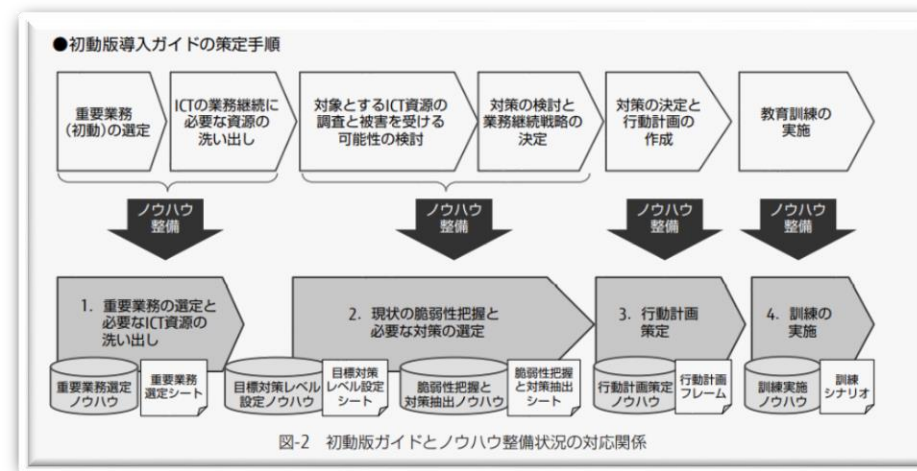 ●初動版導入ガイドの策定手順
重要業務
(初動)の選定
ICTの業務継続に
必要な資源の
洗い出し
対象とするICT資源の
調査と被害を受ける
可能性の検討
対策の検討と
業務継続戦略の
決定
対策の決定と
行動計画の
作成
教育訓練の
実施
ノウハウ
整備
ノウハウ
整備
ノウハウ
整備
ノウハウ
整備
1. 重要業務の選定と
必要なICT資源の
洗い出し
2. 現状の脆弱性把握と
必要な対策の選定
3. 行動計画
策定
4. 訓練の
実施
重要業務選定
ノウハウ
重要業務
選定シート
目標対策レベル
設定ノウハウ
目標対策
レベル設定
シート
脆弱性把握と
対策抽出ノウハウ
脆弱性把握
と対策抽出
シート
行動計画策定
ノウハウ
行動計画
フレーム
訓練実施
ノウハウ
訓練
シナリオ
図-2 初動版ガイドとノウハウ整備状況の対応関係